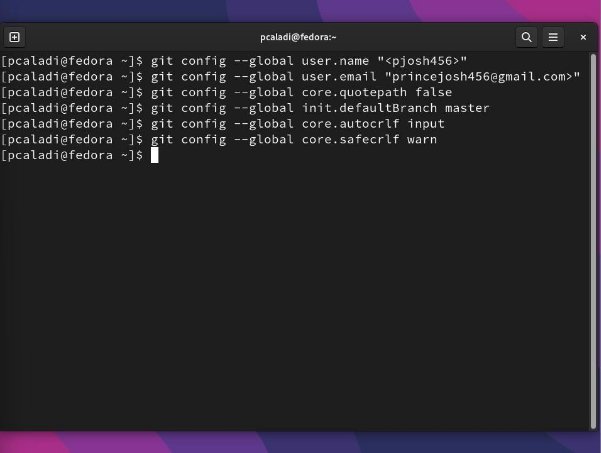 pcaladi@fedora:~
[pcaladi@fedora ~]$ git config --global user.name "<pjosh456>"
[pcaladi@fedora ~]$ git config --global user.email "princejosh456@gmail.com>"
[pcaladi@fedora ~]$ git config --global core.quotepath false
[pcaladi@fedora ~]$ git config --global init.defaultBranch master
[pcaladi@fedora ~]$ git config --global core.autocrlf input
[pcaladi@fedora ~]$ git config --global core.safecrlf warn
[pcaladi@fedora ~]$